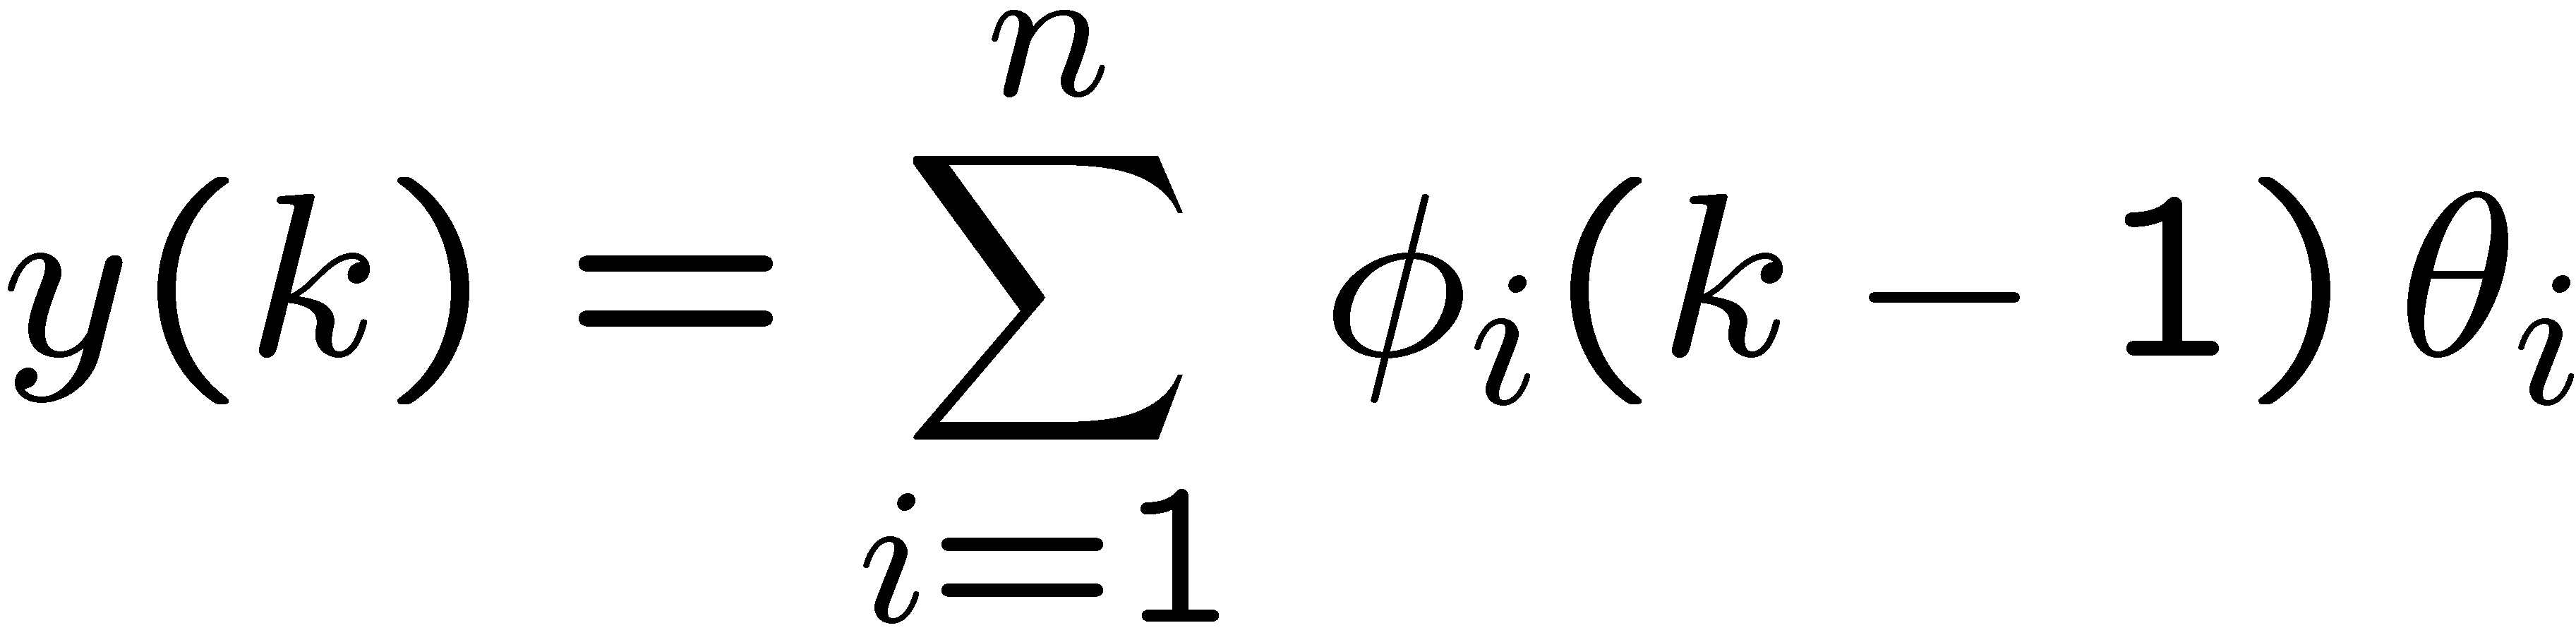 y(k) = \sum_{i=1}^{n} \phi_i(k - 1) \theta_i